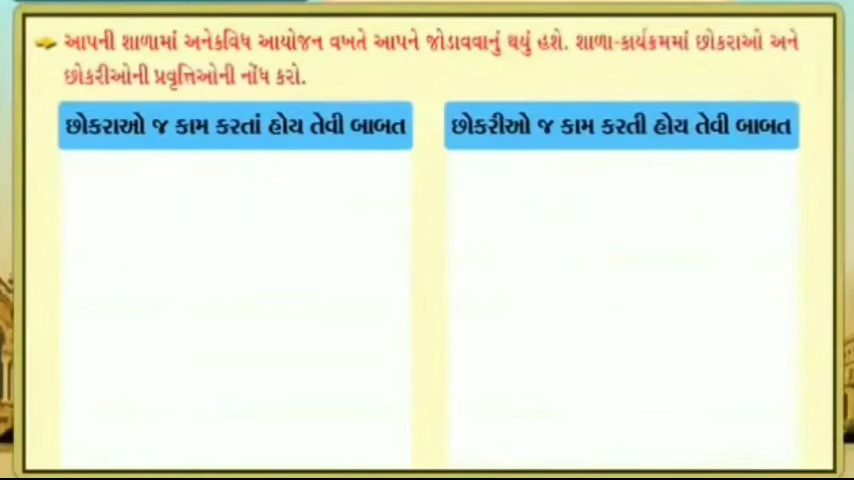 આપની શાળામાં અનેકવિધ આયોજન વખતે આપને જોડાવવાનું થયું હશે. શાળા-કાર્યક્રમમાં છોકરાઓ અને
છોકરીઓની પ્રવૃત્તિઓની નોંધ કરો.
છોકરાઓ જ કામ કરતાં હોય તેવી બાબત
છોકરીઓ જ કામ કરતી હોય તેવી બાબત